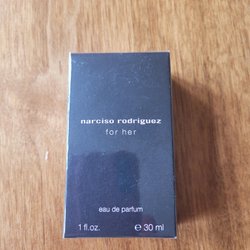 narciso rodriguez
for her
eau de parfum
1 fl.oz. e 30 ml